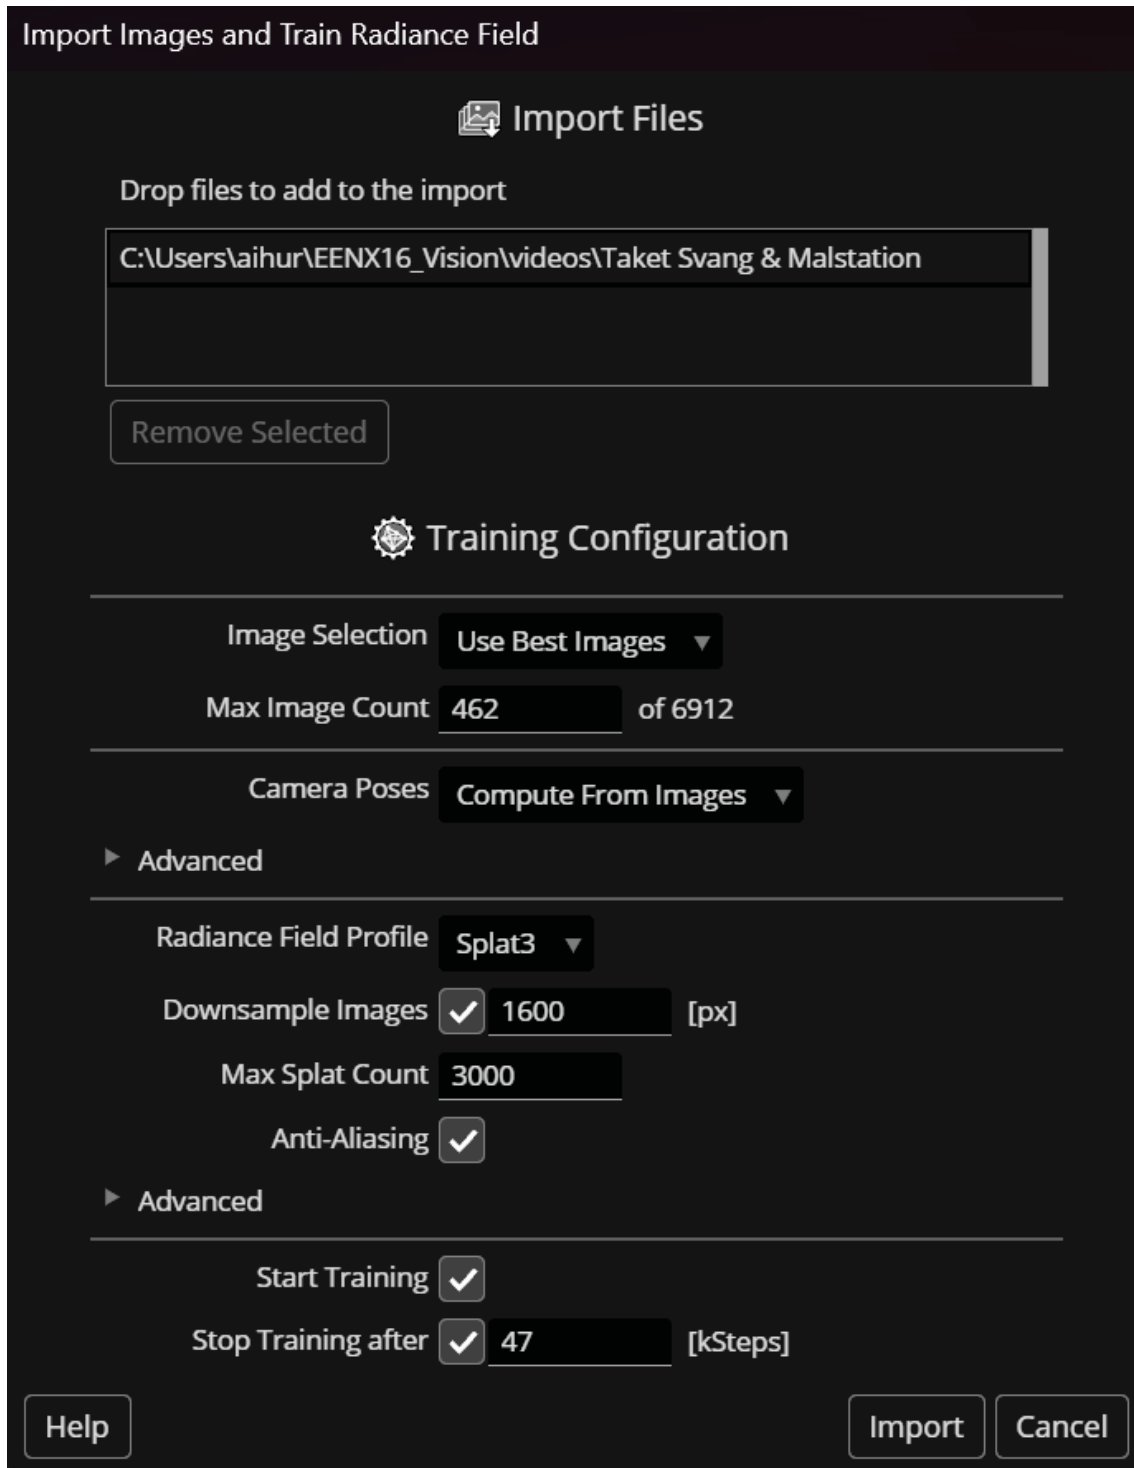 Import Images and Train Radiance Field
Import Files
Drop files to add to the import
C:\Users\aihur\EENX16_Vision\videos\Taket Svang & Malstation
Remove Selected
Training Configuration
Image Selection Use Best Images
Max Image Count 462 of 6912
Camera Poses Compute From Images
Advanced
Radiance Field Profile Splat3
Downsample Images 1600 [px]
Max Splat Count 3000
Anti-Aliasing
Advanced
Start Training
Stop Training after 47 [kSteps]
Help Import Cancel